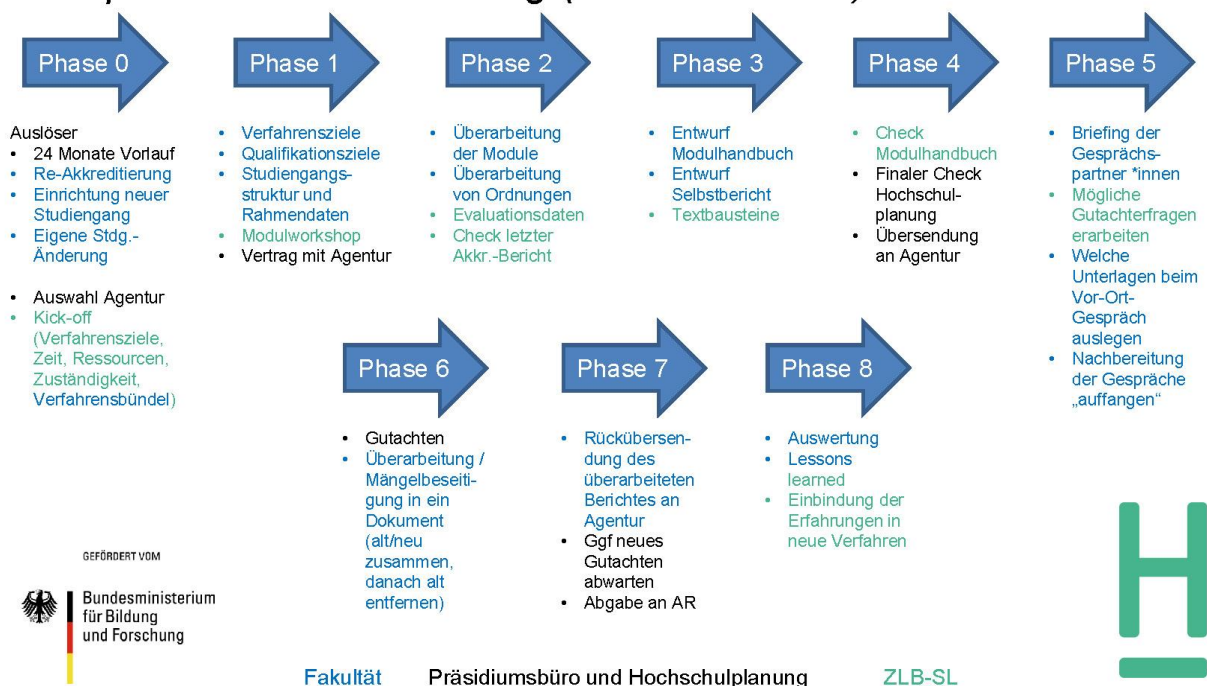 Phase 0
Auslöser
• 24 Monate Vorlauf
• Re-Akkreditierung
• Einrichtung neuer
Studiengang
• Eigene Stdg.-
Änderung
• Auswahl Agentur
• Kick-off
(Verfahrensziele,
Zeit, Ressourcen,
Zuständigkeit,
Verfahrensbündel)
Phase 1
• Verfahrensziele
• Qualifikationsziele
• Studiengangs-
struktur und
Rahmendaten
• Modulworkshop
• Vertrag mit Agentur
Phase 2
• Überarbeitung
der Module
• Überarbeitung
von Ordnungen
• Evaluationsdaten
• Check letzter
Akkr.-Bericht
Phase 3
• Entwurf
Modulhandbuch
• Entwurf
Selbstbericht
• Textbausteine
Phase 4
• Check
Modulhandbuch
• Finaler Check
Hochschul-
planung
• Übersendung
an Agentur
Phase 5
• Briefing der
Gesprächs-
partner *innen
• Mögliche
Gutachterfragen
erarbeiten
• Welche
Unterlagen beim
Vor-Ort-
Gespräch
auslegen
• Nachbereitung
der Gespräche
„auffangen“
Phase 6
• Gutachten
• Überarbeitung /
Mängelbeseiti-
gung in ein
Dokument
(alt/neu
zusammen,
danach alt
entfernen)
Phase 7
• Rückübersen-
dung des
überarbeiteten
Berichtes an
Agentur
• Ggf neues
Gutachten
abwarten
• Abgabe an AR
Phase 8
• Auswertung
• Lessons
learned
• Einbindung der
Erfahrungen in
neue Verfahren
GEFÖRDERT VOM
Bundesministerium
für Bildung
und Forschung
H
Fakultät Präsidiumsbüro und Hochschulplanung ZLB-SL